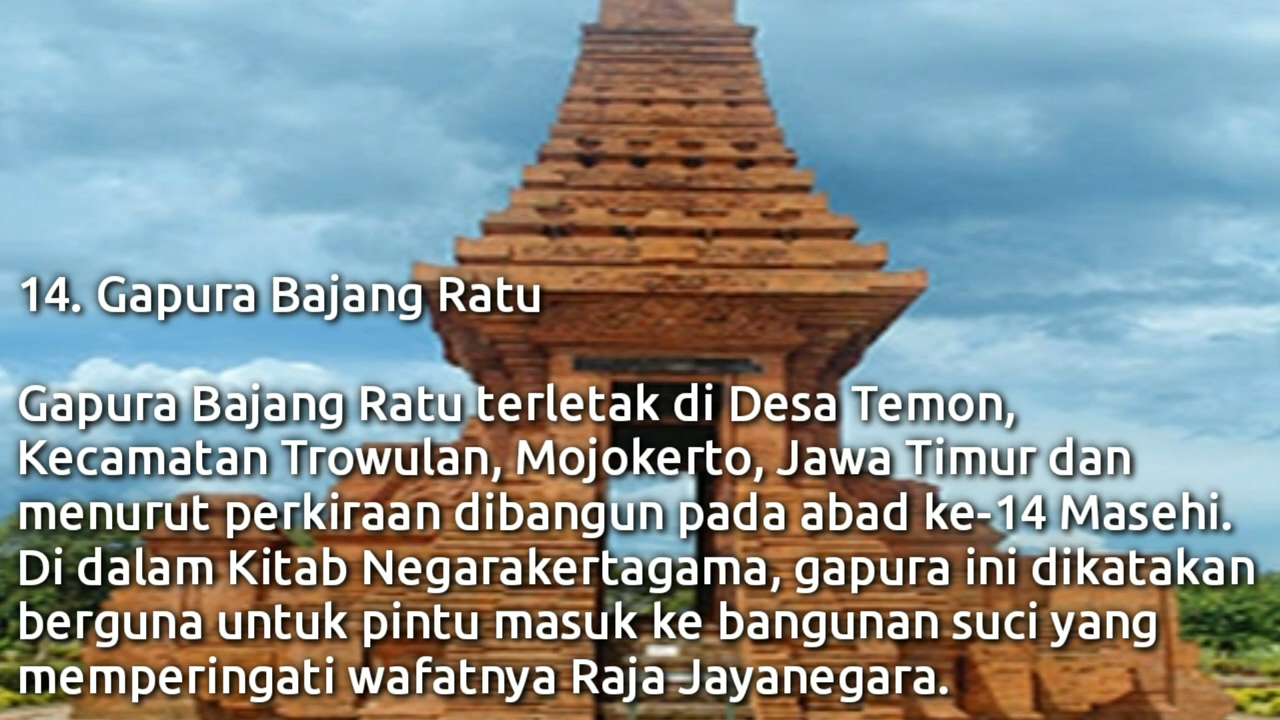 14. Gapura Bajang Ratu
Gapura Bajang Ratu terletak di Desa Temon,
Kecamatan Trowulan, Mojokerto, Jawa Timur dan
menurut perkiraan dibangun pada abad ke-14 Masehi.
Di dalam Kitab Negarakertagama, gapura ini dikatakan
berguna untuk pintu masuk ke bangunan suci yang
memperingati wafatnya Raja Jayanegara.